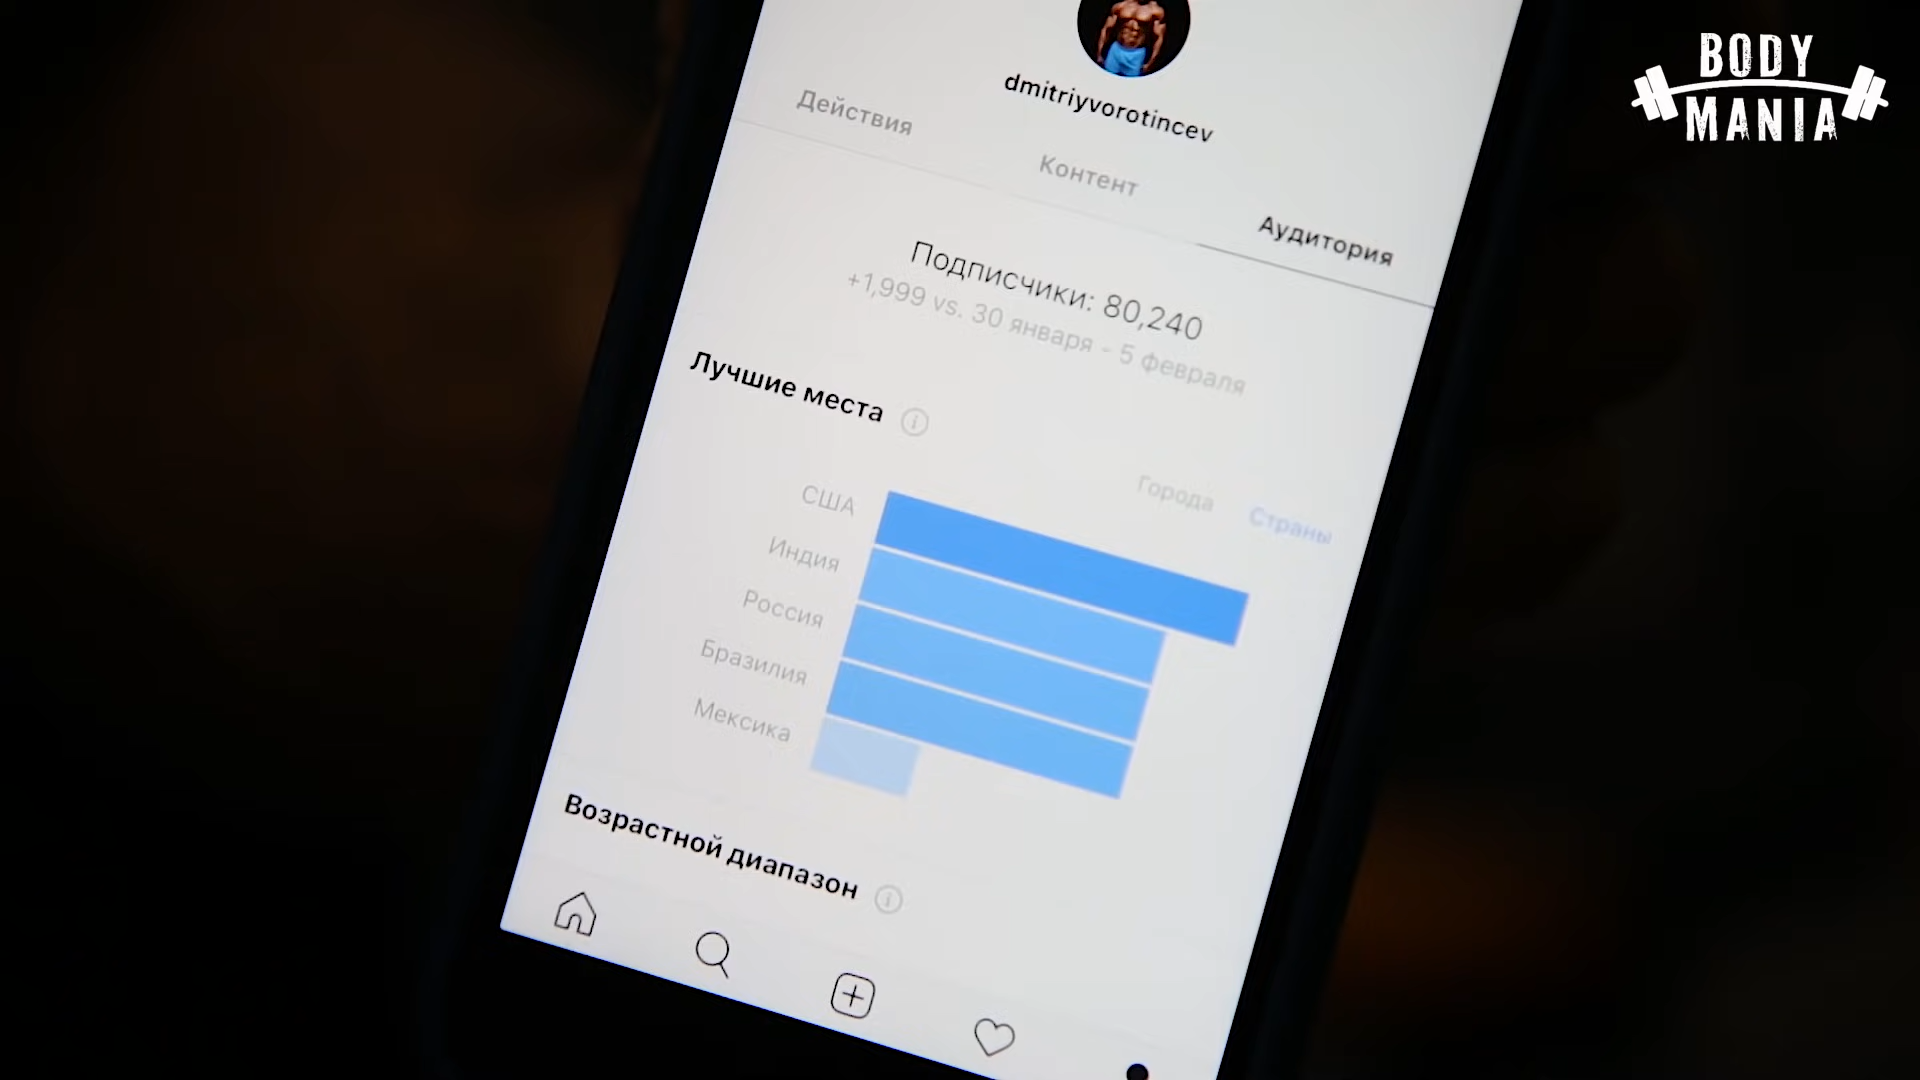 BODY
MANIA
dmitriyvorotincev
Действия
Контент
Аудитория
Подписчики: 80,240
+1,999 vs. 30 января - 5 февраля
Лучшие места
Города
Страны
США
Индия
Россия
Бразилия
Мексика
Возрастной диапазон